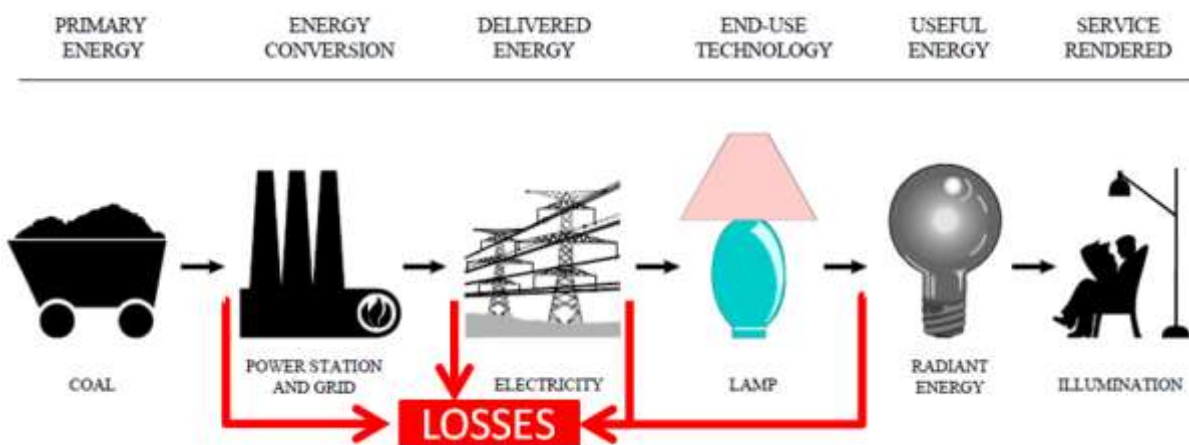 PRIMARY
ENERGY
ENERGY
CONVERSION
DELIVERED
ENERGY
END-USE
TECHNOLOGY
USEFUL
ENERGY
SERVICE
RENDERED
COAL
POWER STATION
AND GRID
ELECTRICITY
LAMP
RADIANT
ENERGY
ILLUMINATION
LOSSES